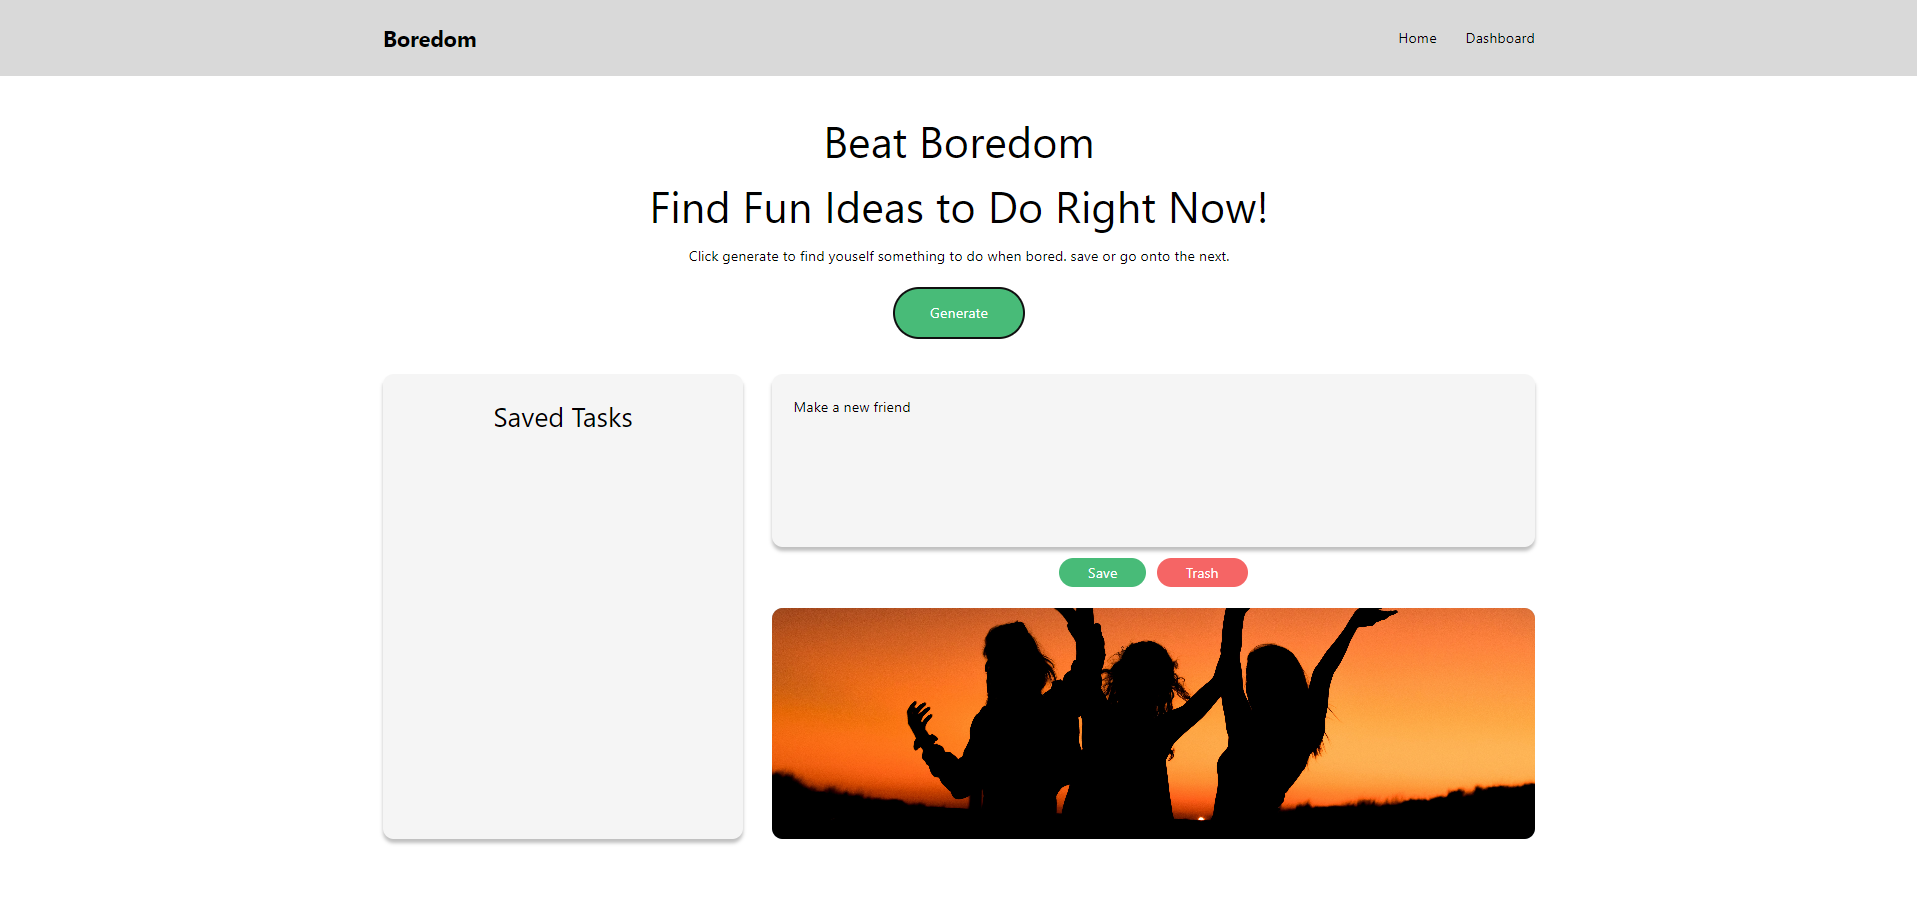 Boredom
Home
Dashboard
Beat Boredom
Find Fun Ideas to Do Right Now!
Click generate to find youself something to do when bored. save or go onto the next.
Generate
Saved Tasks
Make a new friend
Save
Trash